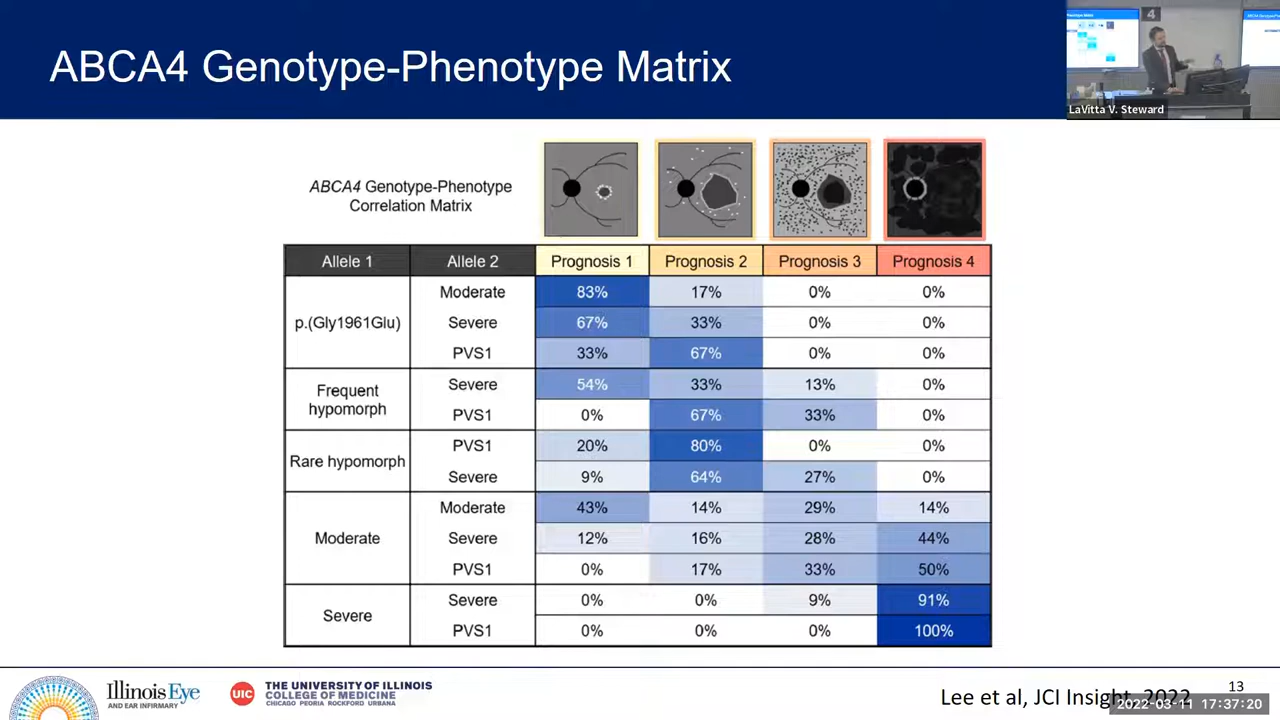 ABCA4 Genotype-Phenotype Matrix
4
LaVitta V. Steward
ABCA4 Genotype-Phenotype
Correlation Matrix
Allele 1 Allele 2 Prognosis 1 Prognosis 2 Prognosis 3 Prognosis 4
p.(Gly1961Glu)
Moderate 83% 17% 0% 0%
Severe 67% 33% 0% 0%
PVS1 33% 67% 0% 0%
Frequent
hypomorph
Severe 54% 33% 13% 0%
PVS1 0% 67% 33% 0%
Rare hypomorph
PVS1 20% 80% 0% 0%
Severe 9% 64% 27% 0%
Moderate
Moderate 43% 14% 29% 14%
Severe 12% 16% 28% 44%
PVS1 0% 17% 33% 50%
Severe
Severe 0% 0% 9% 91%
PVS1 0% 0% 0% 100%
Illinois Eye
AND EAR INFIRMARY
UIC
THE UNIVERSITY OF ILLINOIS
COLLEGE OF MEDICINE
CHICAGO PEORIA ROCKFORD URBANA
Lee et al, JCI Insight, 2022
13
2022-03-11 17:37:20